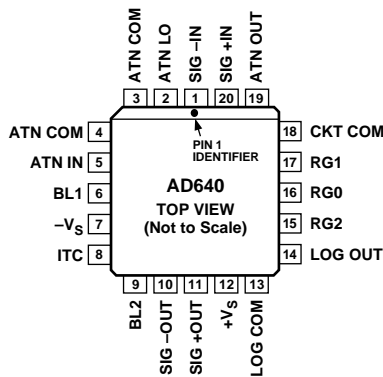 ATN COM
ATN LO
SIG –IN
SIG +IN
ATN OUT
3 2 1 20 19
ATN COM 4
ATN IN 5
BL1 6
–VS 7
ITC 8
PIN 1
IDENTIFIER
AD640
TOP VIEW
(Not to Scale)
18 CKT COM
17 RG1
16 RG0
15 RG2
14 LOG OUT
9 10 11 12 13
BL2
SIG –OUT
SIG +OUT
+VS
LOG COM